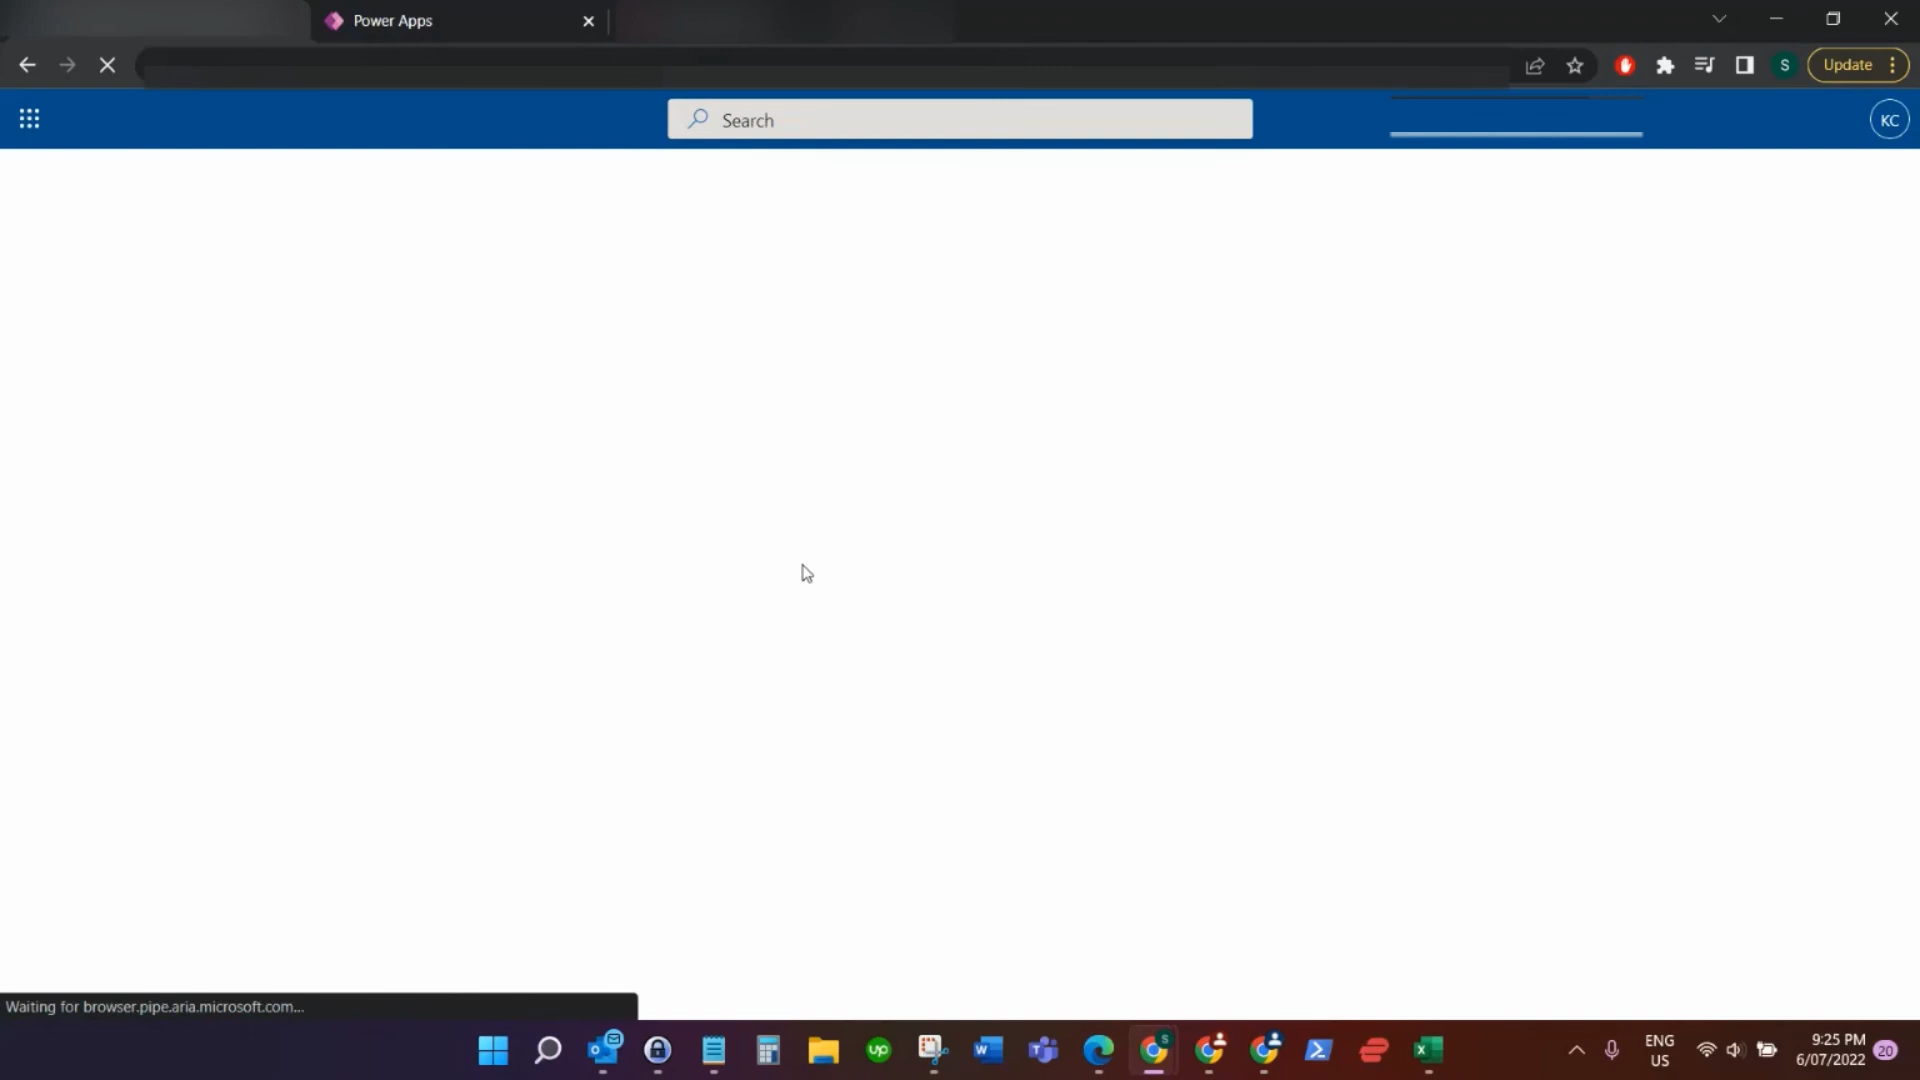 Power Apps
S
Update
Search
KC
Waiting for browser.pipe.aria.microsoft.com...
up
S
ENG
US
9:25 PM
6/07/2022
20